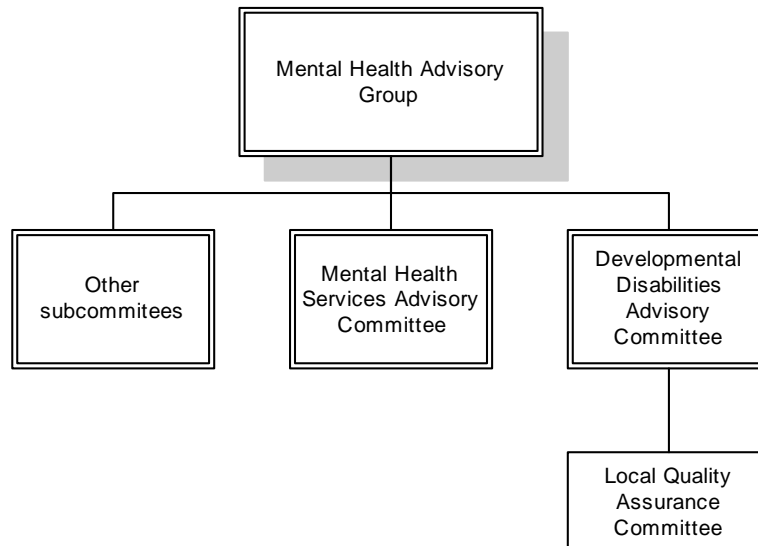 Mental Health Advisory
Group
Other
subcommitees
Mental Health
Services Advisory
Committee
Developmental
Disabilities
Advisory
Committee
Local Quality
Assurance
Committee